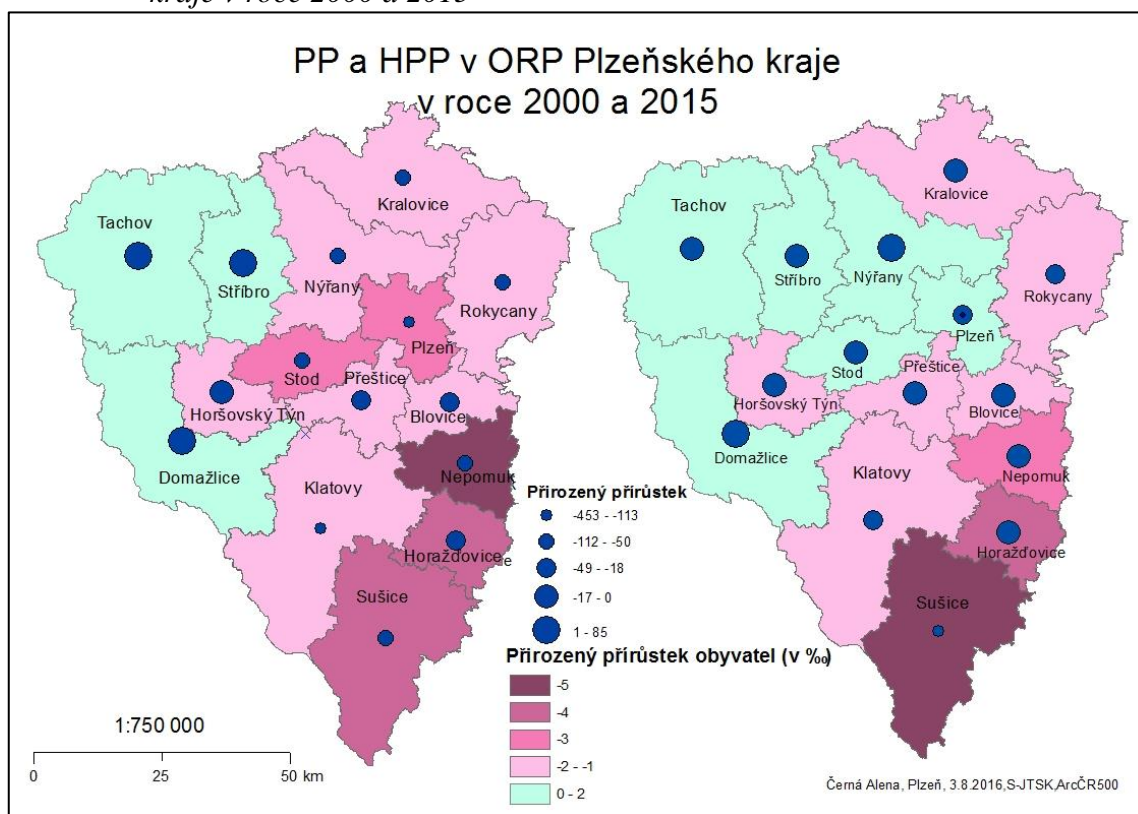 kraje v roce 2000 a 2015
PP a HPP v ORP Plzeňského kraje
v roce 2000 a 2015
Tachov
Stříbro
Kralovice
Nýřany
Rokycany
Plzeň
Stod
Přeštice
Horšovský Týn
Blovice
Domažlice
Klatovy
Nepomuk
Horažďovice
Sušice
Tachov
Stříbro
Kralovice
Nýřany
Rokycany
Plzeň
Stod
Přeštice
Horšovský Týn
Blovice
Domažlice
Klatovy
Nepomuk
Horažďovice
Sušice
Přirozený přírůstek
-453 - -113
-112 - -50
-49 - -18
-17 - 0
1 - 85
Přirozený přírůstek obyvatel (v ‰)
-5
-4
-3
-2 - -1
0 - 2
1:750 000
0 25 50 km
Černá Alena, Plzeň, 3.8.2016,S-JTSK,ArcČR500